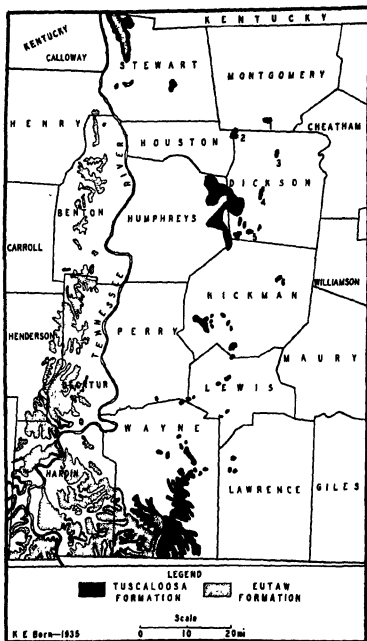 KENTUCKY
KENTUCKY
CALLOWAY
STEWART
MONTGOMERY
HENRY
HOUSTON
2
CHEATHAM
3
DICKSON
4
RIVER
BENTON
HUMPHREYS
CARROLL
TENNESSEE
HICKMAN
WILLIAMSON
HENDERSON
PERRY
MAURY
DECATUR
LEWIS
WAYNE
HARDIN
LAWRENCE
GILES
LEGEND
TUSCALOOSA FORMATION
EUTAW FORMATION
Scale
0 10 20mi
K E Born—1935